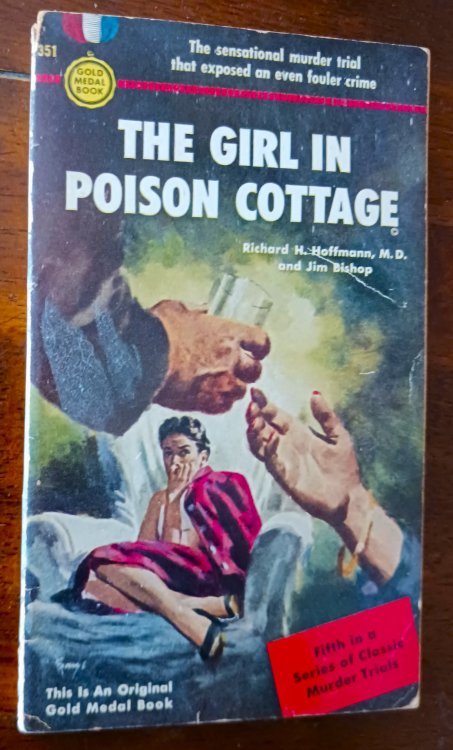 351
GOLD
MEDAL
BOOK
The sensational murder trial
that exposed an even fouler crime
THE GIRL IN
POISON COTTAGE
Richard H. Hoffmann, M.D.
and Jim Bishop
Fifth in a
Series of Classic
Murder Trials
This Is An Original
Gold Medal Book